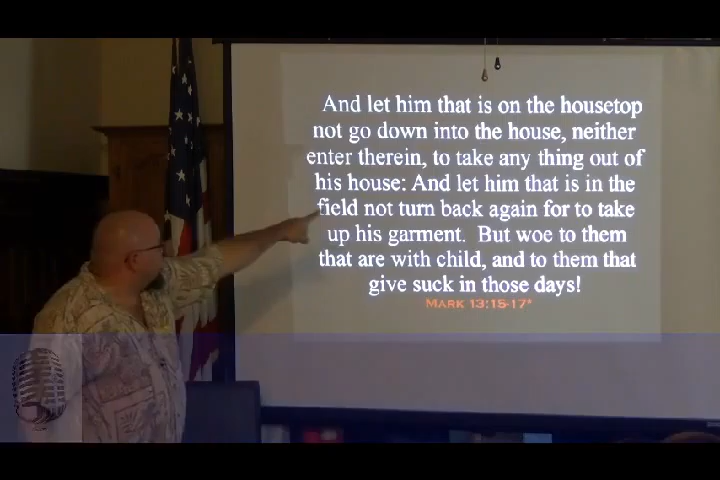 And let him that is on the housetop
not go down into the house, neither
enter therein, to take any thing out of
his house: And let him that is in the
field not turn back again for to take
up his garment.  But woe to them
that are with child, and to them that
give suck in those days!
MARK 13:15-17*